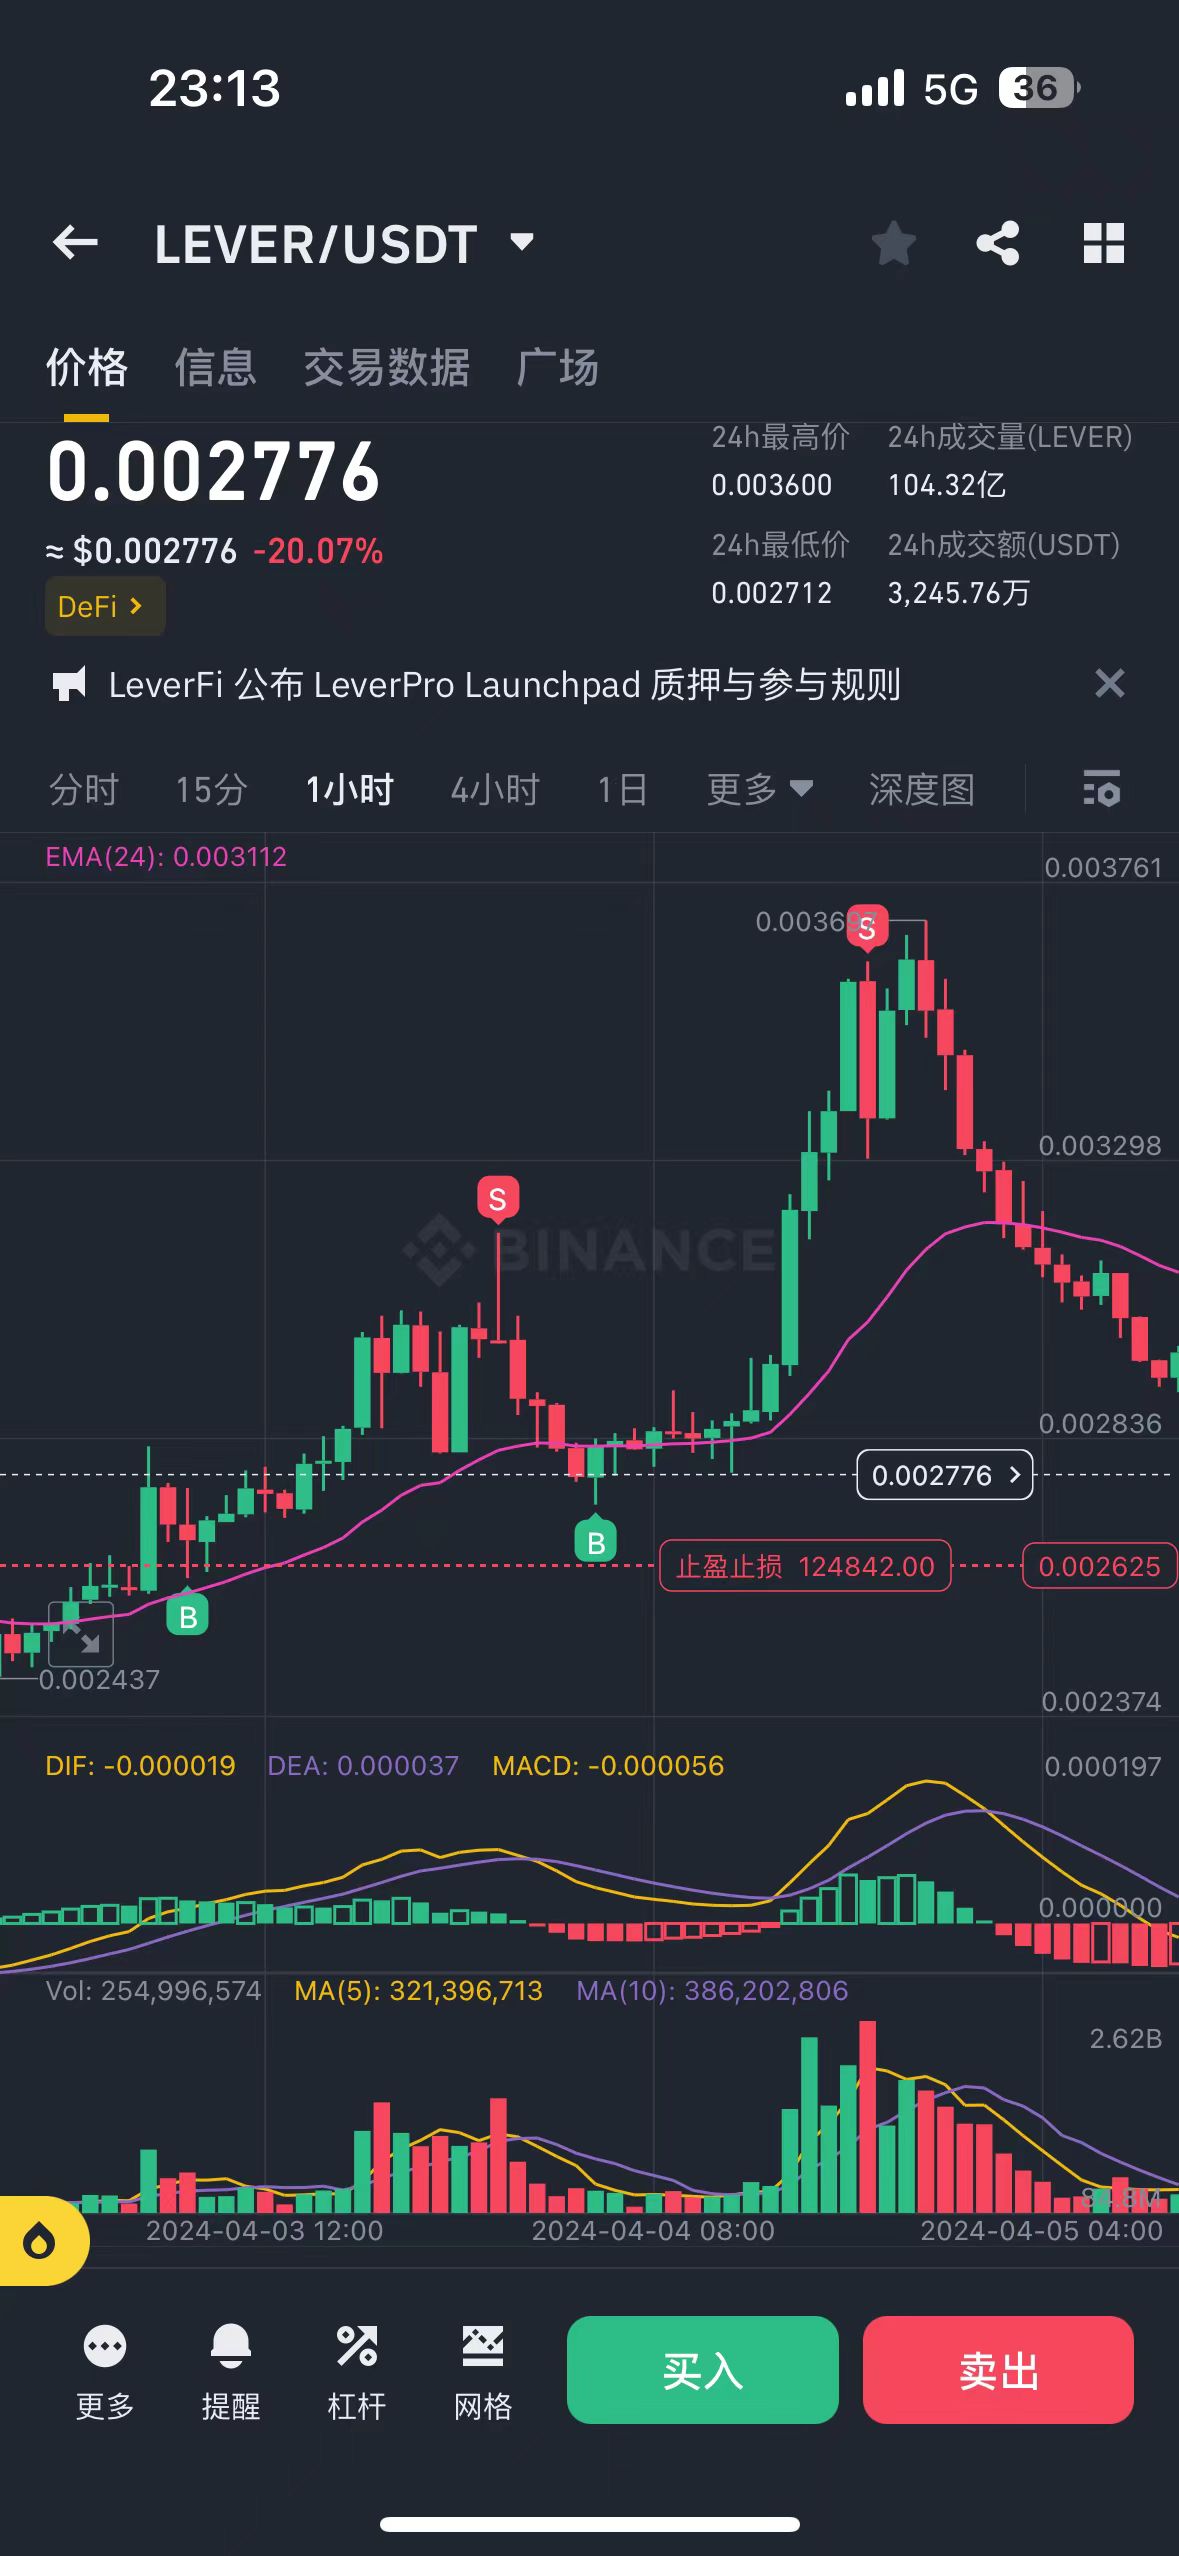 23:13 5G 36
LEVER/USDT
价格 信息 交易数据 广场
0.002776
≈ $0.002776 -20.07%
DeFi
24h最高价 24h成交量(LEVER)
0.003600 104.32亿
24h最低价 24h成交额(USDT)
0.002712 3,245.76万
LeverFi 公布 LeverPro Launchpad 质押与参与规则
分时 15分 1小时 4小时 1日 更多 深度图
EMA(24): 0.003112
0.003761
0.003697
S
0.003298
S
BINANCE
0.002836
0.002776
B
止盈止损 124842.00 0.002625
B
0.002437
0.002374
DIF: -0.000019 DEA: 0.000037 MACD: -0.000056
0.000197
0.000000
Vol: 254,996,574 MA(5): 321,396,713 MA(10): 386,202,806
2.62B
84.8M
2024-04-03 12:00 2024-04-04 08:00 2024-04-05 04:00
更多 提醒 杠杆 网格 买入 卖出